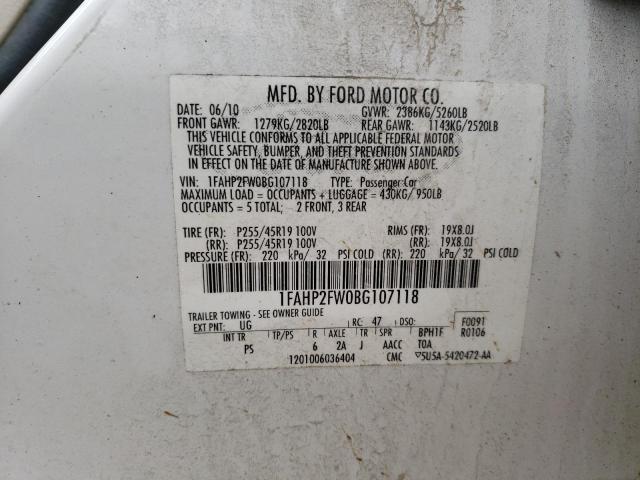 MFD. BY FORD MOTOR CO.
DATE: 06/10 GVWR: 2386KG/5260LB
FRONT GAWR: 1279KG/2820LB REAR GAWR: 1143KG/2520LB
THIS VEHICLE CONFORMS TO ALL APPLICABLE FEDERAL MOTOR
VEHICLE SAFETY, BUMPER, AND THEFT PREVENTION STANDARDS
IN EFFECT ON THE DATE OF MANUFACTURE SHOWN ABOVE.
VIN: 1FAHP2FW0BG107118 TYPE: Passenger Car
MAXIMUM LOAD = OCCUPANTS + LUGGAGE = 430KG/ 950LB
OCCUPANTS = 5 TOTAL; - 2 FRONT, 3 REAR
TIRE (FR): P255/45R19 100V RIMS (FR): 19X8.0J
(RR): P255/45R19 100V (RR): 19X8.0J
PRESSURE (FR): 220 kPa/ 32 PSI COLD (RR): 220 kPa/ 32 PSI COLD
1FAHP2FW0BG107118
TRAILER TOWING - SEE OWNER GUIDE
EXT PNT: UG RC: 47 DSO: F0091
R0106
INT TR TP/PS R AXLE TR SPR BPH1F
PS 6 2A J AACC TOA
1201006036404 CMC ▽5U5A-5420472-AA